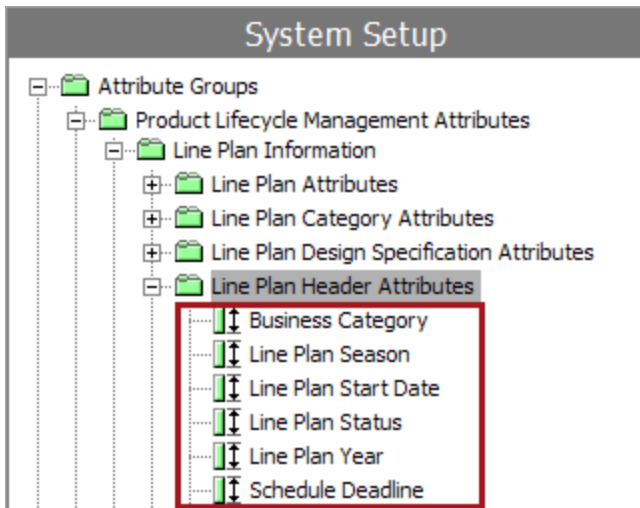 System Setup
Attribute Groups
Product Lifecycle Management Attributes
Line Plan Information
Line Plan Attributes
Line Plan Category Attributes
Line Plan Design Specification Attributes
Line Plan Header Attributes
Business Category
Line Plan Season
Line Plan Start Date
Line Plan Status
Line Plan Year
Schedule Deadline